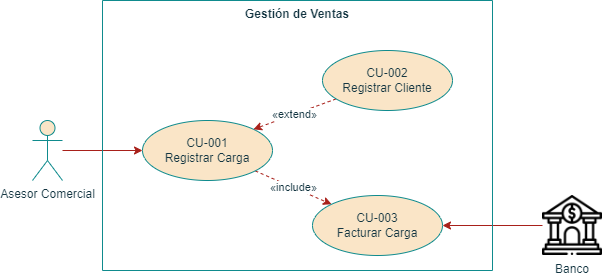 Gestión de Ventas
CU-002
Registrar Cliente
«extend»
CU-001
Registrar Carga
Asesor Comercial
«include»
CU-003
Facturar Carga
$
Banco